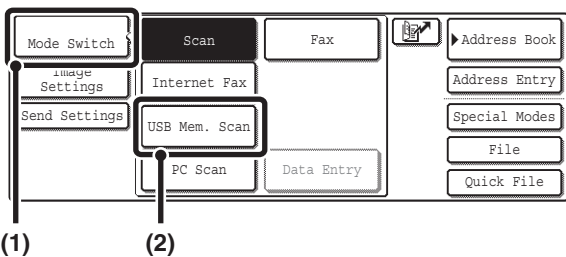 Mode Switch
Scan
Fax
Address Book
Image
Settings
Internet Fax
Address Entry
Send Settings
USB Mem. Scan
Special Modes
File
PC Scan
Data Entry
Quick File
(1)
(2)